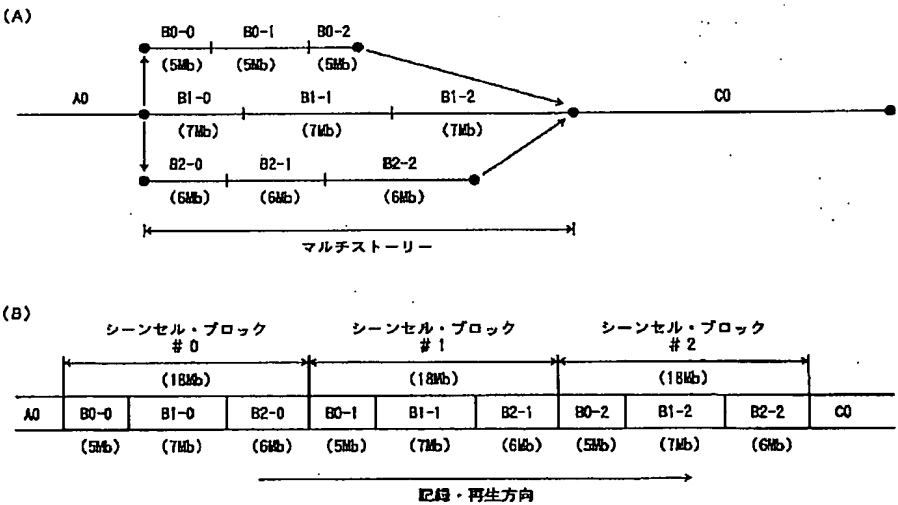 (A)
B0-0 B0-1 B0-2
(5Mb) (5Mb) (5Mb)
A0 B1-0 B1-1 B1-2 C0
(7Mb) (7Mb) (7Mb)
B2-0 B2-1 B2-2
(6Mb) (6Mb) (6Mb)
マルチストーリー
(B)
シーンセル・ブロック シーンセル・ブロック シーンセル・ブロック
#0 #1 #2
(18Mb) (18Mb) (18Mb)
A0 B0-0 B1-0 B2-0 B0-1 B1-1 B2-1 B0-2 B1-2 B2-2 C0
(5Mb) (7Mb) (6Mb) (5Mb) (7Mb) (6Mb) (5Mb) (7Mb) (6Mb)
記録・再生方向